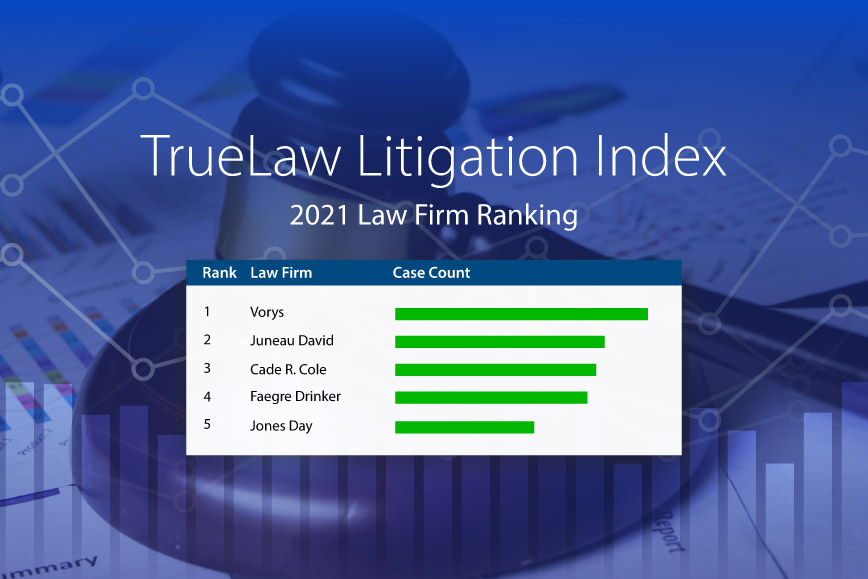 TrueLaw Litigation Index
2021 Law Firm Ranking
Rank Law Firm Case Count
1 Vorys
2 Juneau David
3 Cade R. Cole
4 Faegre Drinker
5 Jones Day
Report